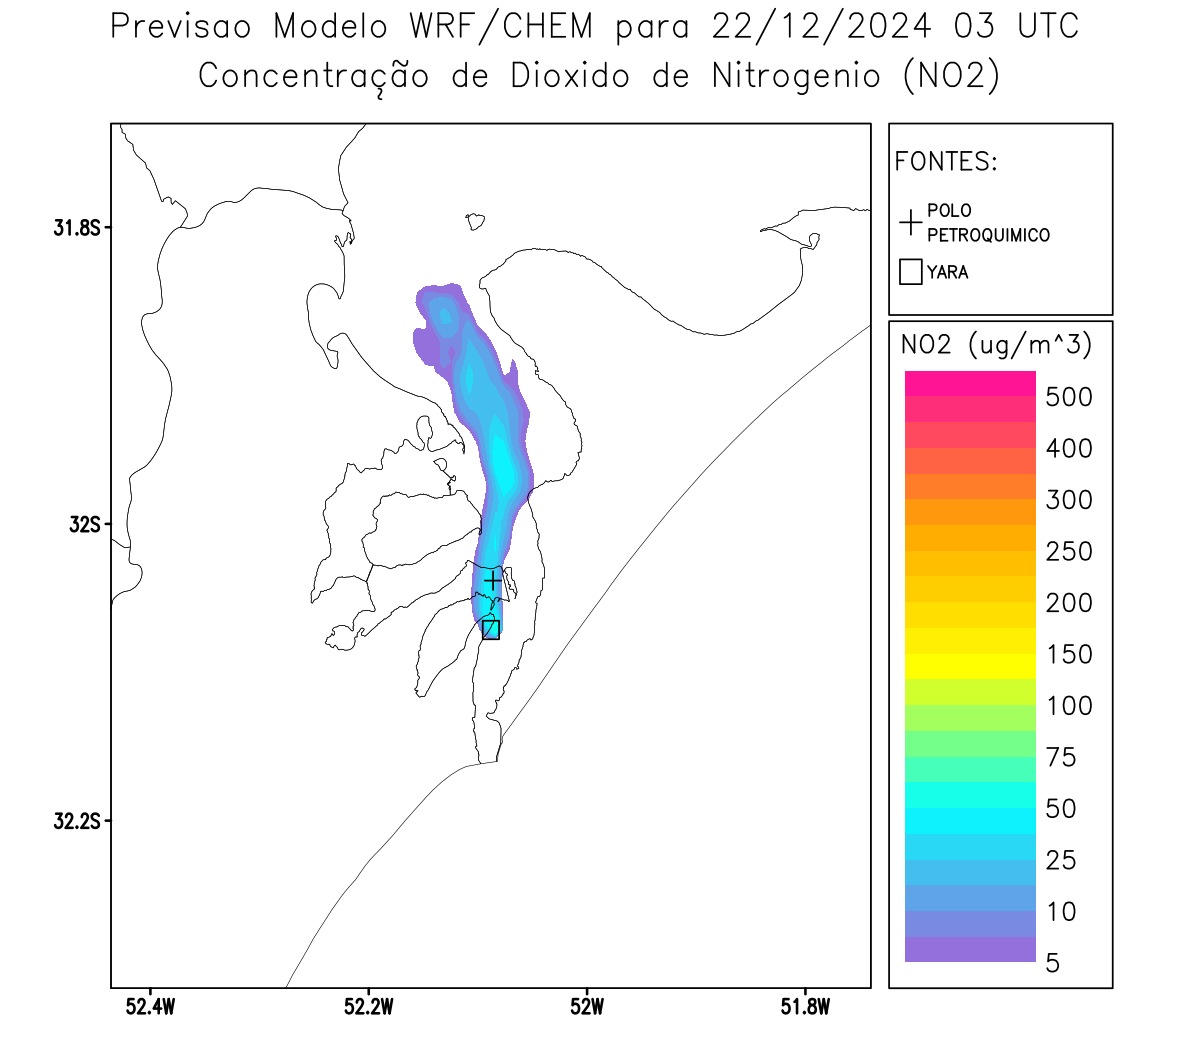 Previsao Modelo WRF/CHEM para 22/12/2024 03 UTC
Concentração de Dioxido de Nitrogenio (NO2)
FONTES:
POLO
PETROQUIMICO
YARA
NO2 (ug/m^3)
500
400
300
250
200
150
100
75
50
25
10
5
31.8S
32S
32.2S
52.4W
52.2W
52W
51.8W